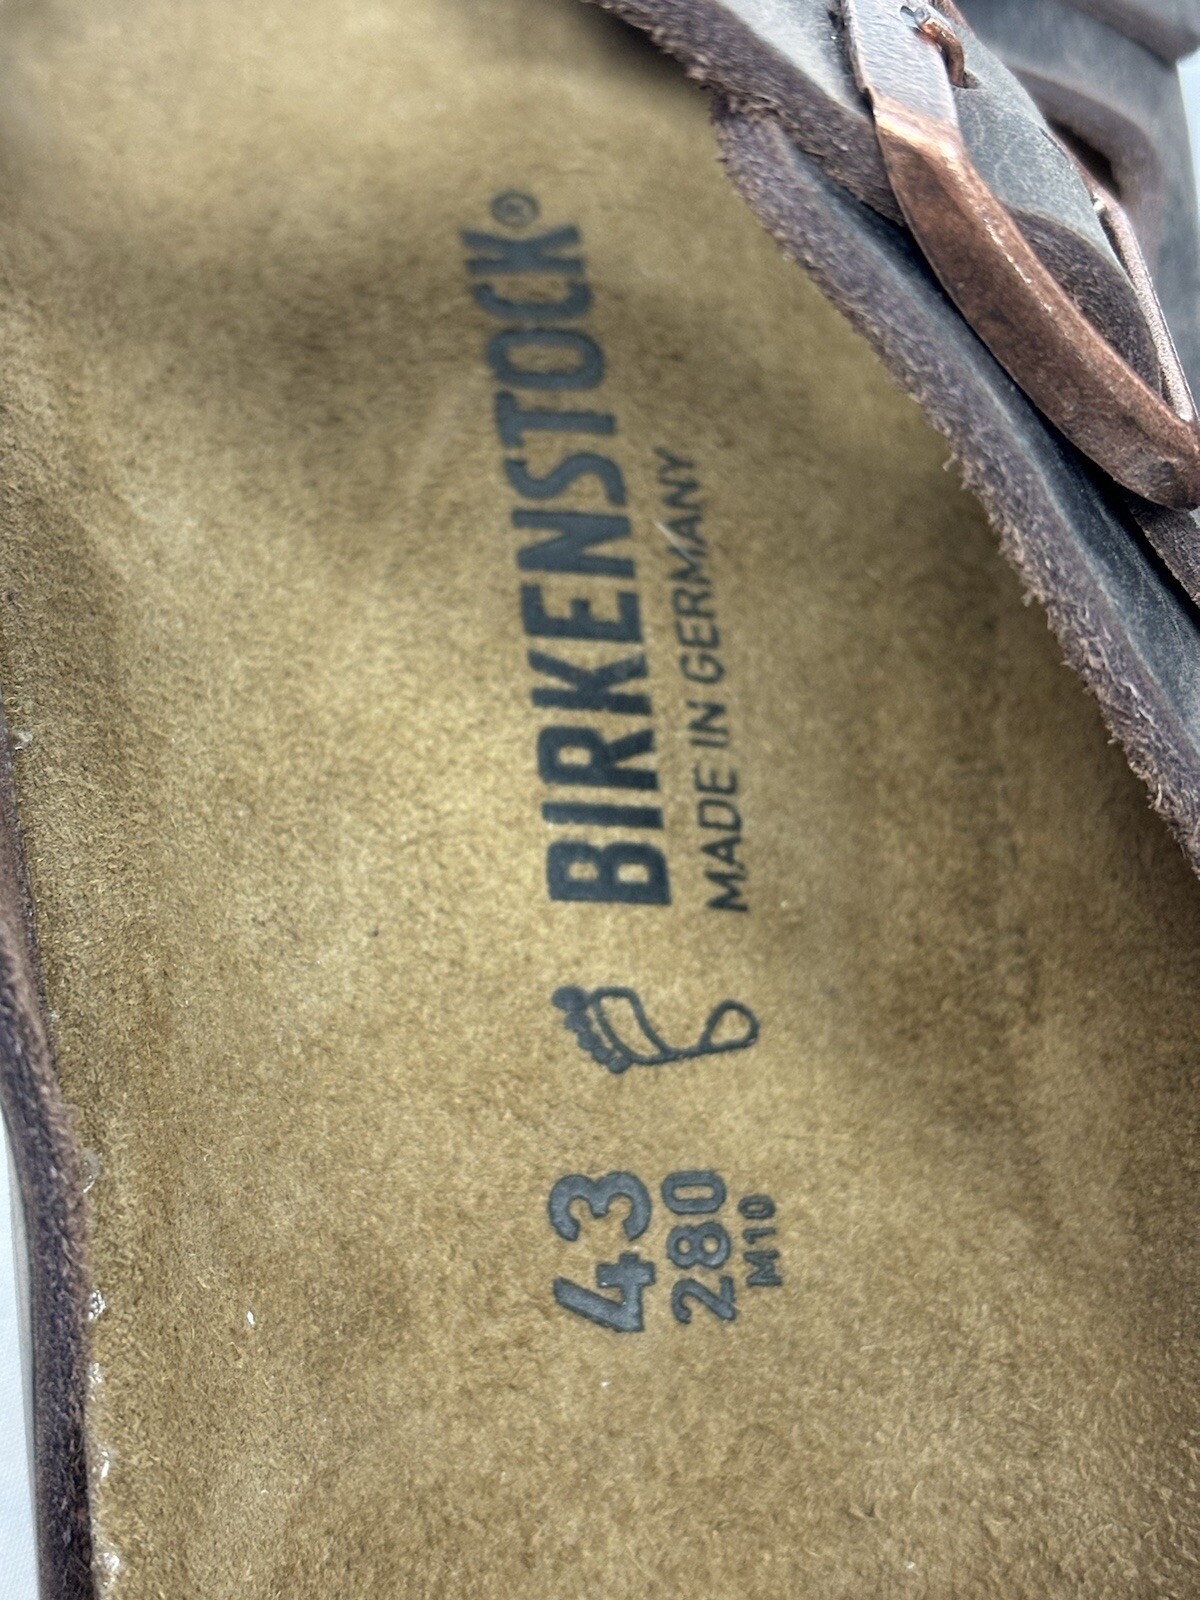 BIRKENSTOCK®
MADE IN GERMANY
43
280
M10